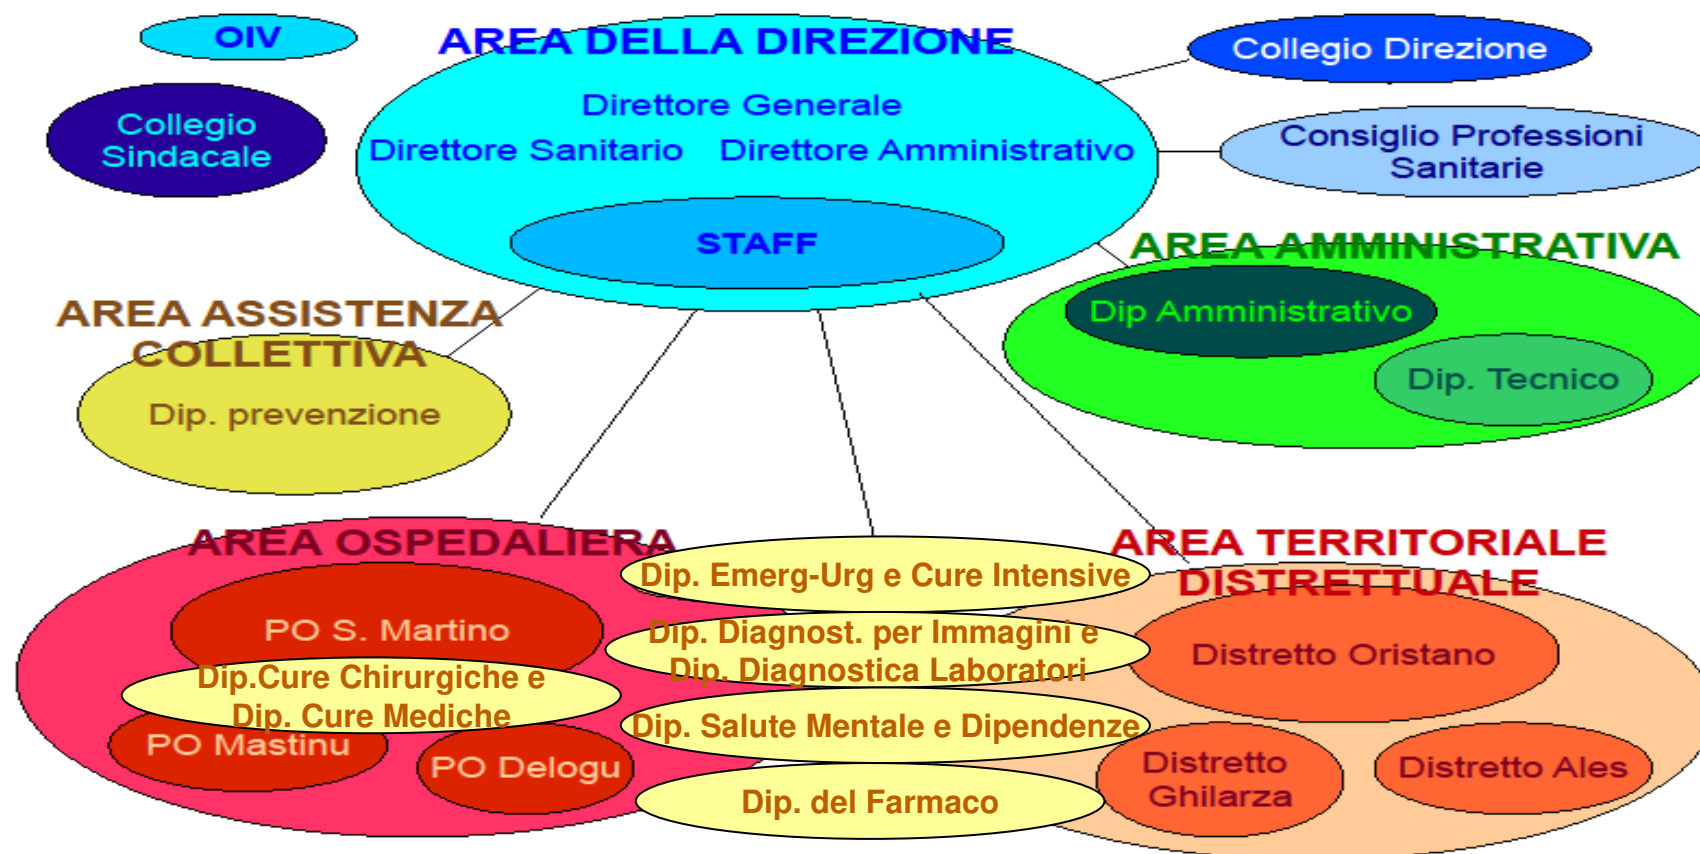 OIV
AREA DELLA DIREZIONE
Collegio Direzione
Direttore Generale
Collegio
Sindacale
Direttore Sanitario Direttore Amministrativo
Consiglio Professioni
Sanitarie
STAFF
AREA AMMINISTRATIVA
Dip Amministrativo
Dip. Tecnico
AREA ASSISTENZA
COLLETTIVA
Dip. prevenzione
AREA OSPEDALIERA
PO S. Martino
Dip.Cure Chirurgiche e
Dip. Cure Mediche
PO Mastinu
PO Delogu
Dip. Emerg-Urg e Cure Intensive
Dip. Diagnost. per Immagini e
Dip. Diagnostica Laboratori
Dip. Salute Mentale e Dipendenze
Dip. del Farmaco
AREA TERRITORIALE
DISTRETTUALE
Distretto Oristano
Distretto
Ghilarza
Distretto Ales